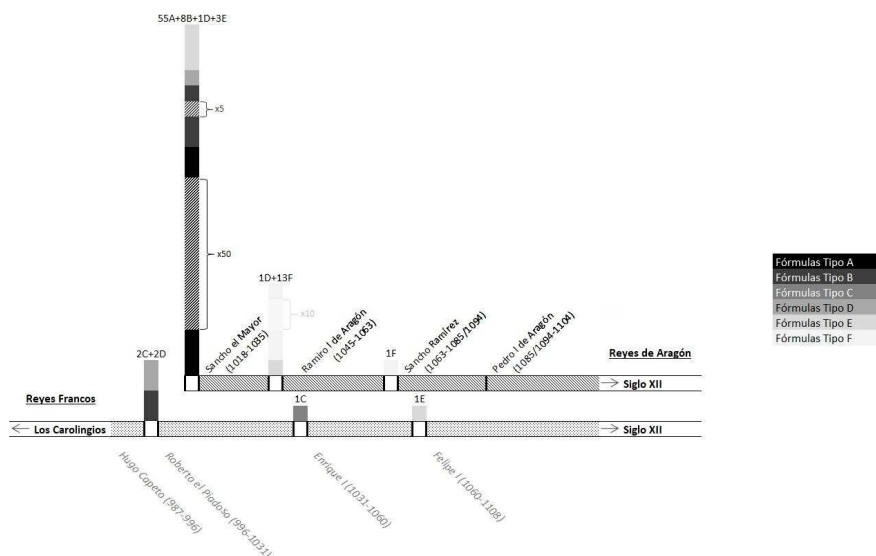 55A+8B+1D+3E
x5
x50
1D+13F
x10
Sancho el Mayor
(1018-1035)
Ramiro I de Aragón
(1045-1063)
Sancho Ramírez
(1063-1085/1094)
Pedro I de Aragón
(1085/1094-1104)
1F
Reyes de Aragón
Siglo XII
2C+2D
Reyes Francos
1C
1E
Los Carolingios
Siglo XII
Hugo Capeto (987-996)
Roberto el Piadoso (996-1031)
Enrique I (1031-1060)
Felipe I (1060-1108)
Fórmulas Tipo A
Fórmulas Tipo B
Fórmulas Tipo C
Fórmulas Tipo D
Fórmulas Tipo E
Fórmulas Tipo F